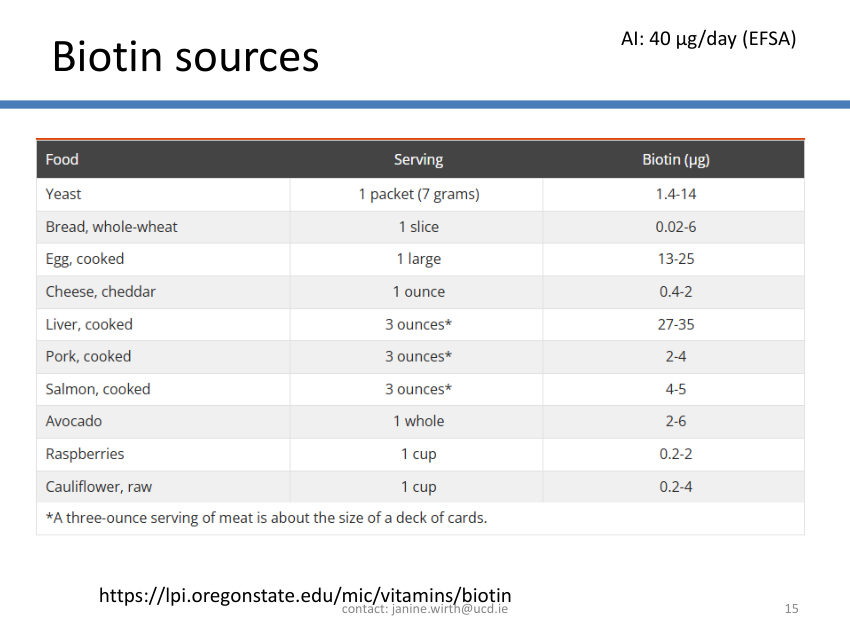 Biotin sources
AI: 40 µg/day (EFSA)
Food Serving Biotin (µg)
Yeast 1 packet (7 grams) 1.4-14
Bread, whole-wheat 1 slice 0.02-6
Egg, cooked 1 large 13-25
Cheese, cheddar 1 ounce 0.4-2
Liver, cooked 3 ounces* 27-35
Pork, cooked 3 ounces* 2-4
Salmon, cooked 3 ounces* 4-5
Avocado 1 whole 2-6
Raspberries 1 cup 0.2-2
Cauliflower, raw 1 cup 0.2-4
*A three-ounce serving of meat is about the size of a deck of cards.
https://lpi.oregonstate.edu/mic/vitamins/biotin
contact: janine.wirth@ucd.ie 15